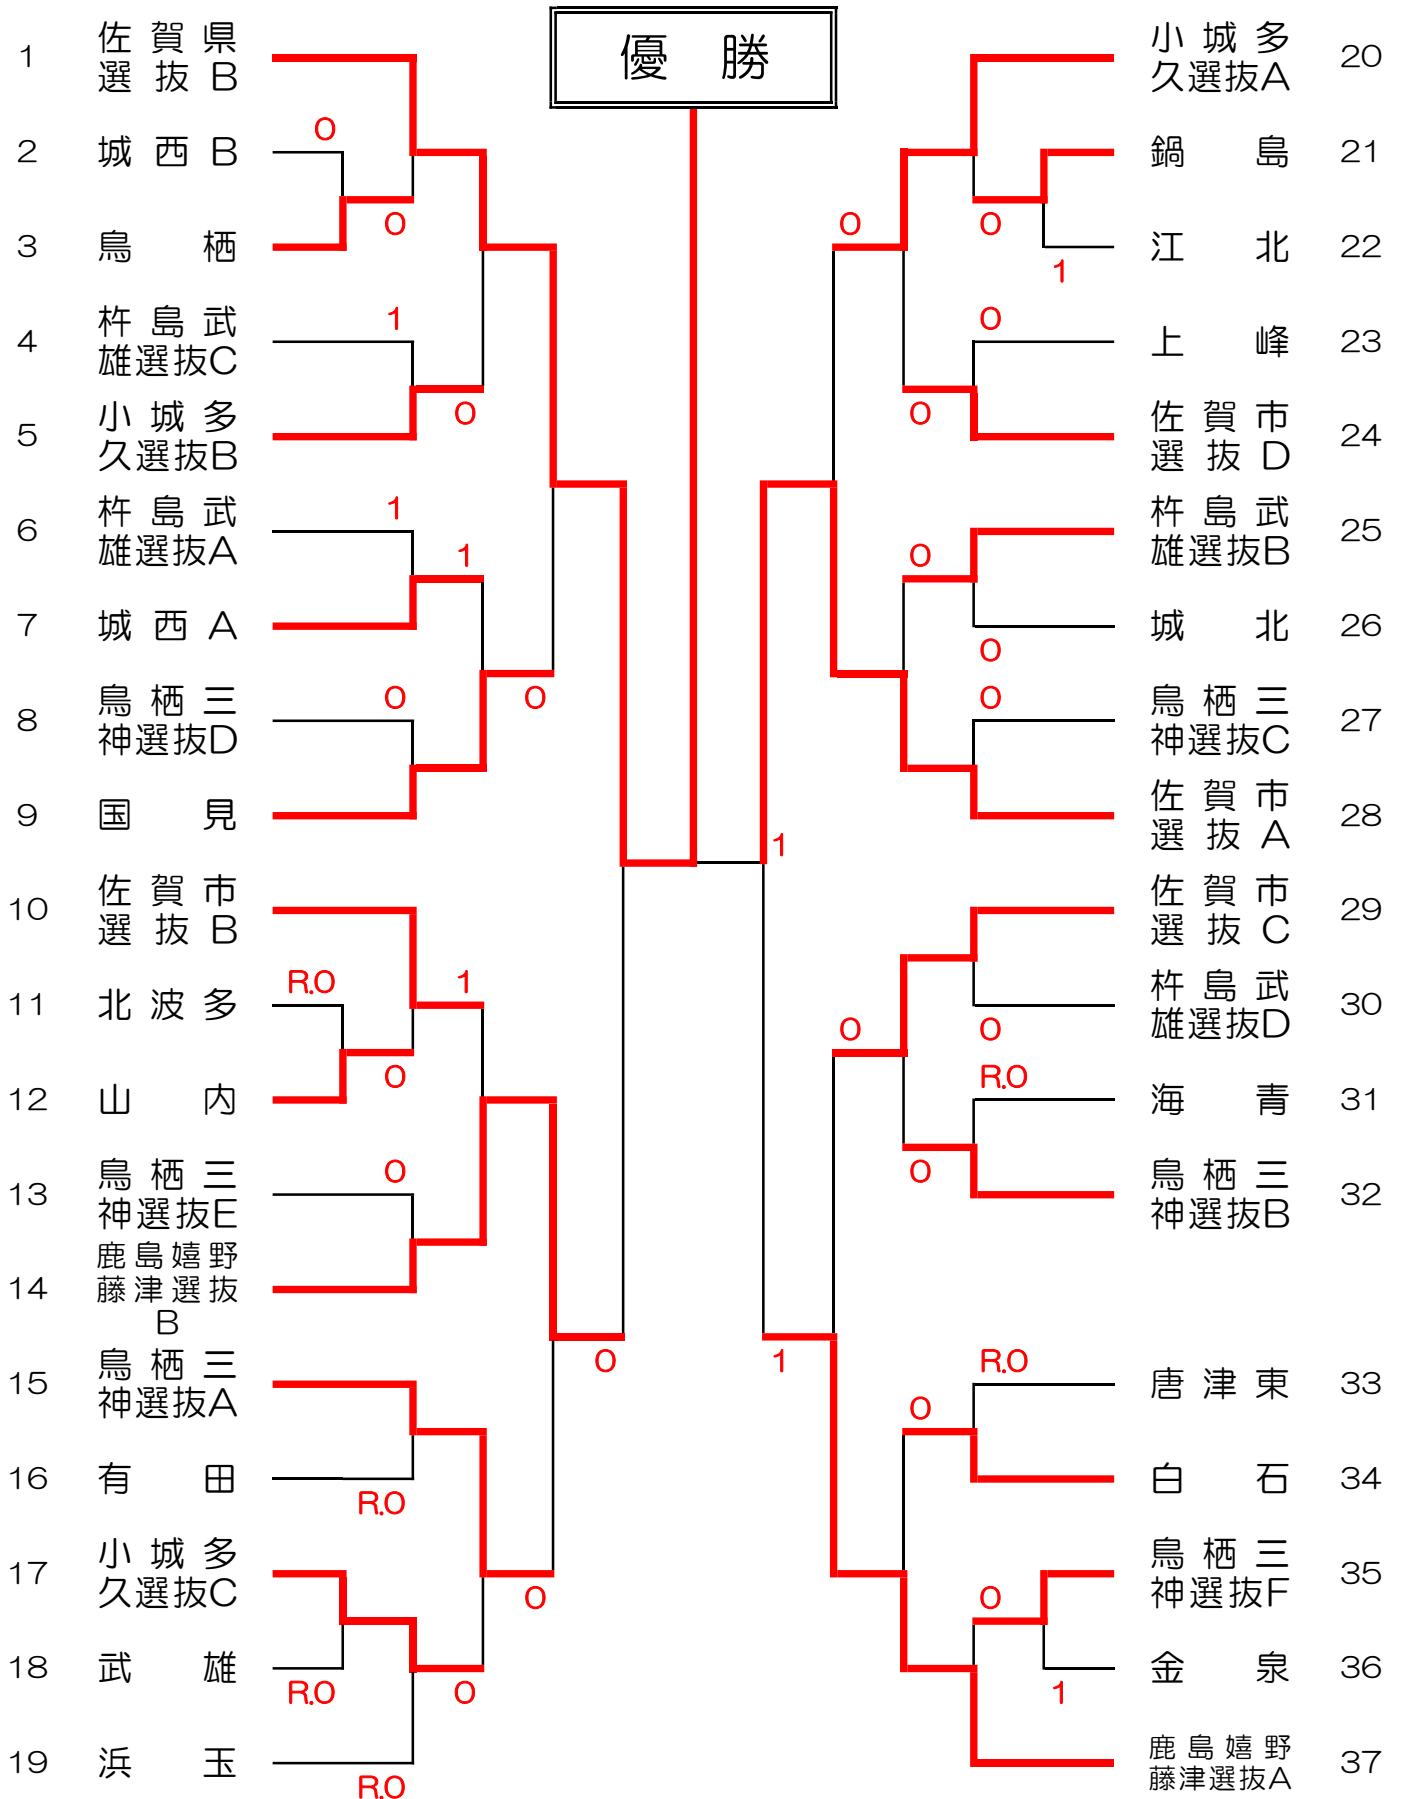 優 勝
1 佐賀県
選抜B
2 城西B
0
3 鳥栖
0
4 杵島武
雄選抜C
1
5 小城多
久選抜B
0
6 杵島武
雄選抜A
1
7 城西A
1
8 鳥栖三
神選抜D
0
0
9 国見
10 佐賀市
選抜B
11 北波多
R.0
1
12 山内
0
13 鳥栖三
神選抜E
0
14 鹿島嬉野
藤津選抜
B
15 鳥栖三
神選抜A
0
16 有田
R.0
17 小城多
久選抜C
0
18 武雄
R.0
0
19 浜玉
R.0
小城多
久選抜A 20
鍋島 21
0
0
江北 22
1
上峰 23
0
佐賀市
選抜D 24
0
杵島武
雄選抜B 25
0
城北 26
0
鳥栖三
神選抜C 27
0
佐賀市
選抜A 28
1
佐賀市
選抜C 29
杵島武
雄選抜D 30
0
0
海青 31
R.0
鳥栖三
神選抜B 32
0
唐津東 33
R.0
1
白石 34
0
鳥栖三
神選抜F 35
0
金泉 36
1
鹿島嬉野
藤津選抜A 37